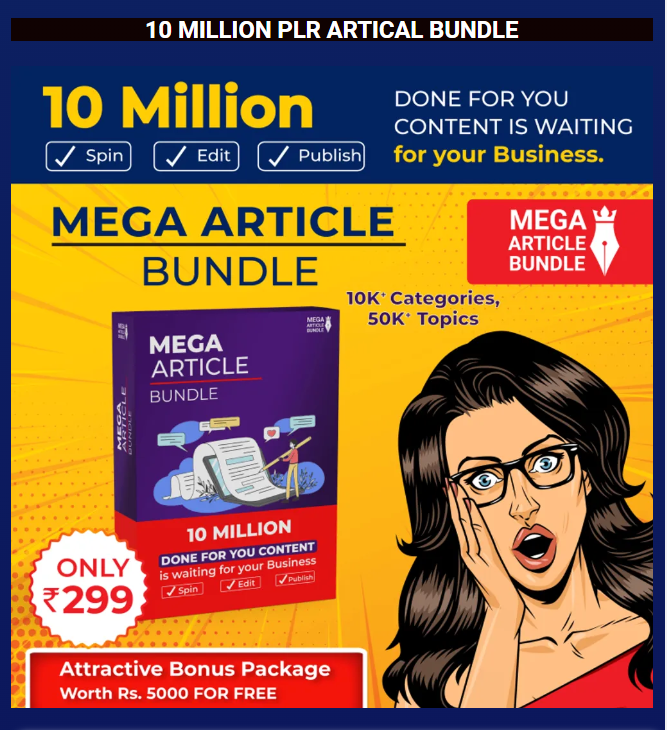 10 MILLION PLR ARTICAL BUNDLE
10 Million
✓ Spin ✓ Edit ✓ Publish
DONE FOR YOU
CONTENT IS WAITING
for your Business.
MEGA ARTICLE
BUNDLE
MEGA
ARTICLE
BUNDLE
10K+ Categories,
50K+ Topics
MEGA
ARTICLE
BUNDLE
MEGA
ARTICLE
BUNDLE
MEGA
ARTICLE
BUNDLE
10 MILLION
DONE FOR YOU CONTENT
is waiting for your Business
✓ Spin ✓ Edit ✓ Publish
ONLY
₹299
Attractive Bonus Package
Worth Rs. 5000 FOR FREE